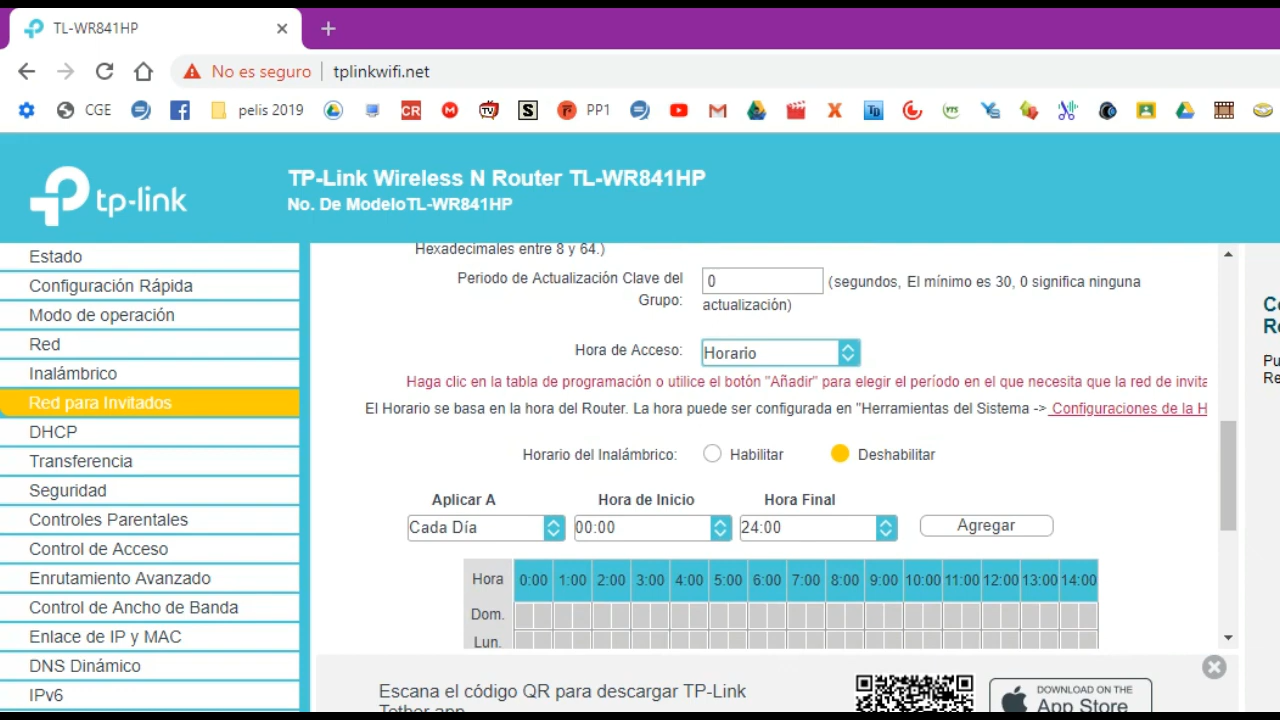 TL-WR841HP
No es seguro | tplinkwifi.net
CGE pelis 2019 CR TV S PP1 X TD YTS
tp-link
TP-Link Wireless N Router TL-WR841HP
No. De ModeloTL-WR841HP
Estado
Configuración Rápida
Modo de operación
Red
Inalámbrico
Red para Invitados
DHCP
Transferencia
Seguridad
Controles Parentales
Control de Acceso
Enrutamiento Avanzado
Control de Ancho de Banda
Enlace de IP y MAC
DNS Dinámico
IPv6
Hexadecimales entre 8 y 64.)
Periodo de Actualización Clave del
Grupo:
0 (segundos, El mínimo es 30, 0 significa ninguna
actualización)
Hora de Acceso: Horario
Haga clic en la tabla de programación o utilice el botón "Añadir" para elegir el período en el que necesita que la red de invita
El Horario se basa en la hora del Router. La hora puede ser configurada en "Herramientas del Sistema -> Configuraciones de la H
Horario del Inalámbrico: Habilitar Deshabilitar
Aplicar A Hora de Inicio Hora Final
Cada Día 00:00 24:00 Agregar
Hora 0:00 1:00 2:00 3:00 4:00 5:00 6:00 7:00 8:00 9:00 10:00 11:00 12:00 13:00 14:00
Dom.
Lun.
Escana el código QR para descargar TP-Link
Tether app
DOWNLOAD ON THE
App Store
Re
Pu
Re